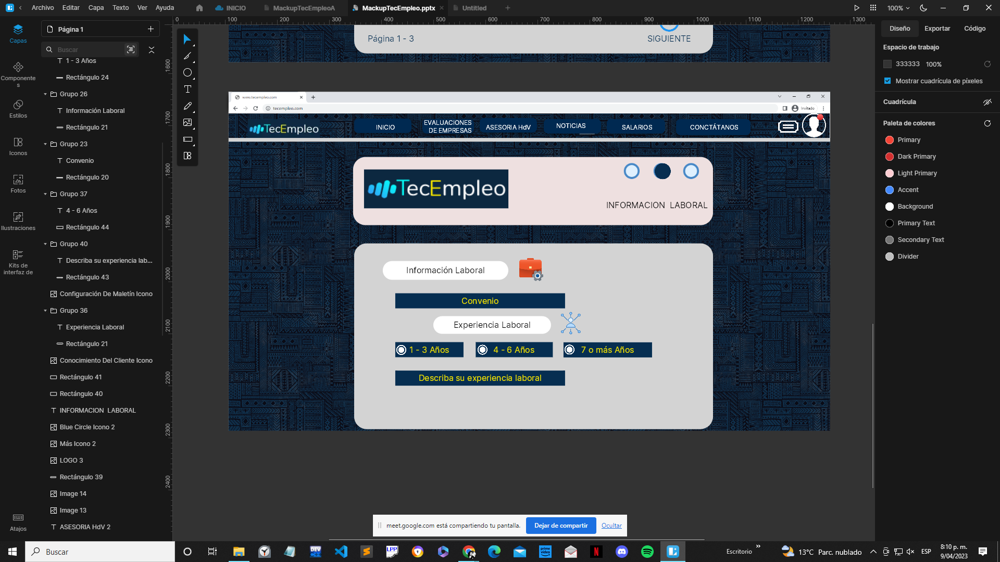 Archivo Editar Capa Texto Ver Ayuda
INICIO
MackupTecEmpleoA
MackupTecEmpleo.pptx
Untitled
100%
Capas
Componentes
Estilos
Iconos
Fotos
Ilustraciones
Kits de interfaz de
Atajos
Página 1
Buscar
1 - 3 Años
Rectángulo 24
Grupo 26
Información Laboral
Rectángulo 21
Grupo 23
Convenio
Rectángulo 20
Grupo 37
4 - 6 Años
Rectángulo 44
Grupo 40
Describa su experiencia lab...
Rectángulo 43
Configuración De Maletín Icono
Grupo 36
Experiencia Laboral
Rectángulo 21
Conocimiento Del Cliente Icono
Rectángulo 41
Rectángulo 40
INFORMACION LABORAL
Blue Circle Icono 2
Más Icono 2
LOGO 3
Rectángulo 39
Image 14
Image 13
ASESORIA HdV 2
0 100 200 300 400 500 600 700 800 900 1000 1100 1200 1300
1600
1700
1800
1900
2000
2100
2200
2300
2400
Página 1 - 3
SIGUIENTE
www.tecempleo.com
tecempleo.com
Invitado
TecEmpleo
INICIO
EVALUACIONES
DE EMPRESAS
ASESORIA HdV
NOTICIAS
SALARIOS
CONCTÁTANOS
TecEmpleo
INFORMACION LABORAL
Información Laboral
Convenio
Experiencia Laboral
1 - 3 Años
4 - 6 Años
7 o más Años
Describa su experiencia laboral
Diseño Exportar Código
Espacio de trabajo
333333 100%
Mostrar cuadrícula de píxeles
Cuadrícula
Paleta de colores
Primary
Dark Primary
Light Primary
Accent
Background
Primary Text
Secondary Text
Divider
meet.google.com está compartiendo tu pantalla.
Dejar de compartir
Ocultar
Buscar
DEV
LPP
prime video
Escritorio
13°C Parc. nublado
ESP
8:10 p. m.
9/04/2023